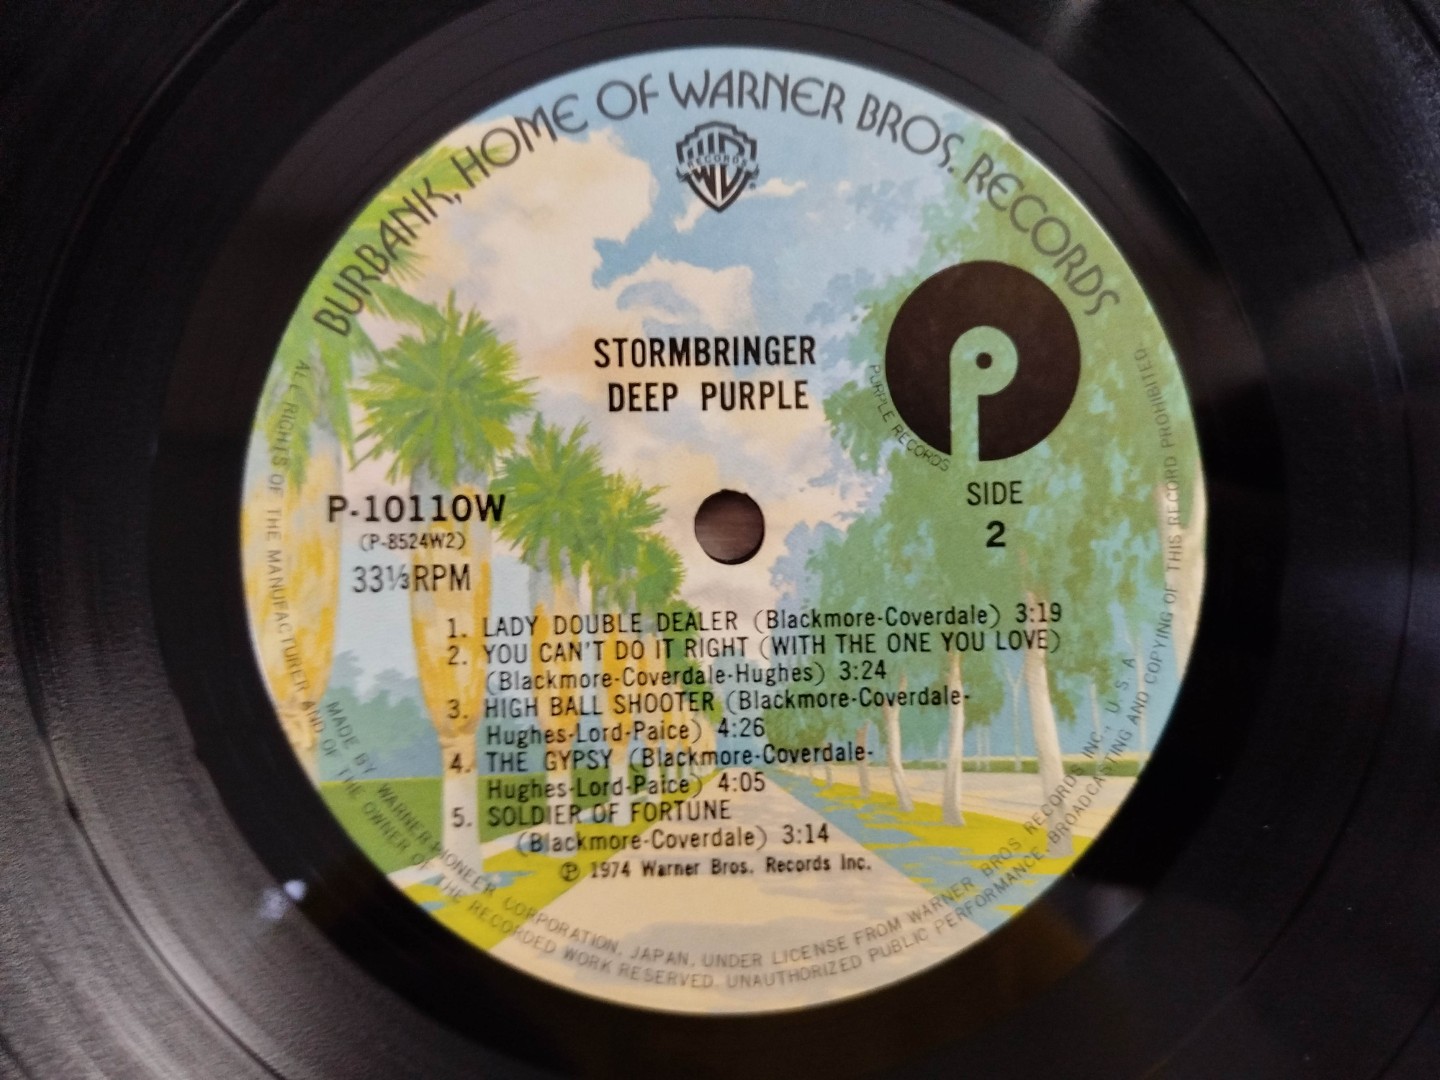 BURBANK, HOME OF WARNER BROS. RECORDS
W B
RECORDS
STORMBRINGER
DEEP PURPLE
PURPLE RECORDS
SIDE
2
P-10110W
(P-8524W2)
33⅓RPM
1. LADY DOUBLE DEALER (Blackmore-Coverdale) 3:19
2. YOU CAN'T DO IT RIGHT (WITH THE ONE YOU LOVE)
(Blackmore-Coverdale-Hughes) 3:24
3. HIGH BALL SHOOTER (Blackmore-Coverdale-
Hughes-Lord-Paice) 4:26
4. THE GYPSY (Blackmore-Coverdale-
Hughes-Lord-Paice) 4:05
5. SOLDIER OF FORTUNE
(Blackmore-Coverdale) 3:14
℗ 1974 Warner Bros. Records Inc.
MADE BY WARNER-PIONEER CORPORATION, JAPAN. UNDER LICENSE FROM WARNER BROS RECORDS INC., U. S. A.
ALL RIGHTS OF THE MANUFACTURER AND OF THE OWNER OF THE RECORDED WORK RESERVED. UNAUTHORIZED PUBLIC PERFORMANCE, BROADCASTING AND COPYING OF THIS RECORD PROHIBITED.